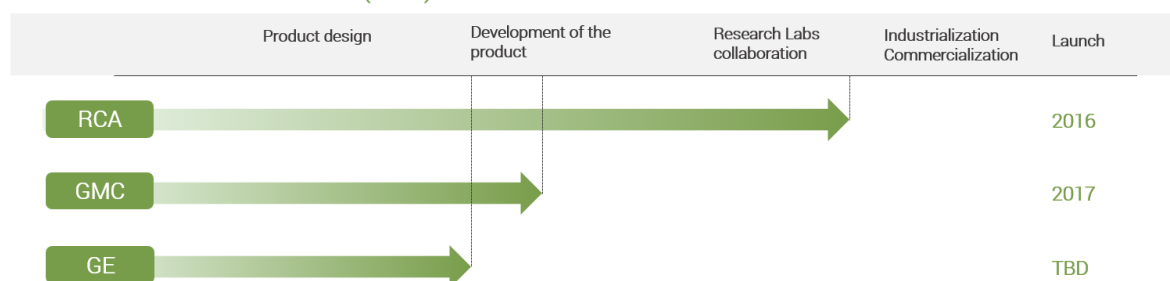 Product design
Development of the
product
Research Labs
collaboration
Industrialization
Commercialization
Launch
RCA
2016
GMC
2017
GE
TBD